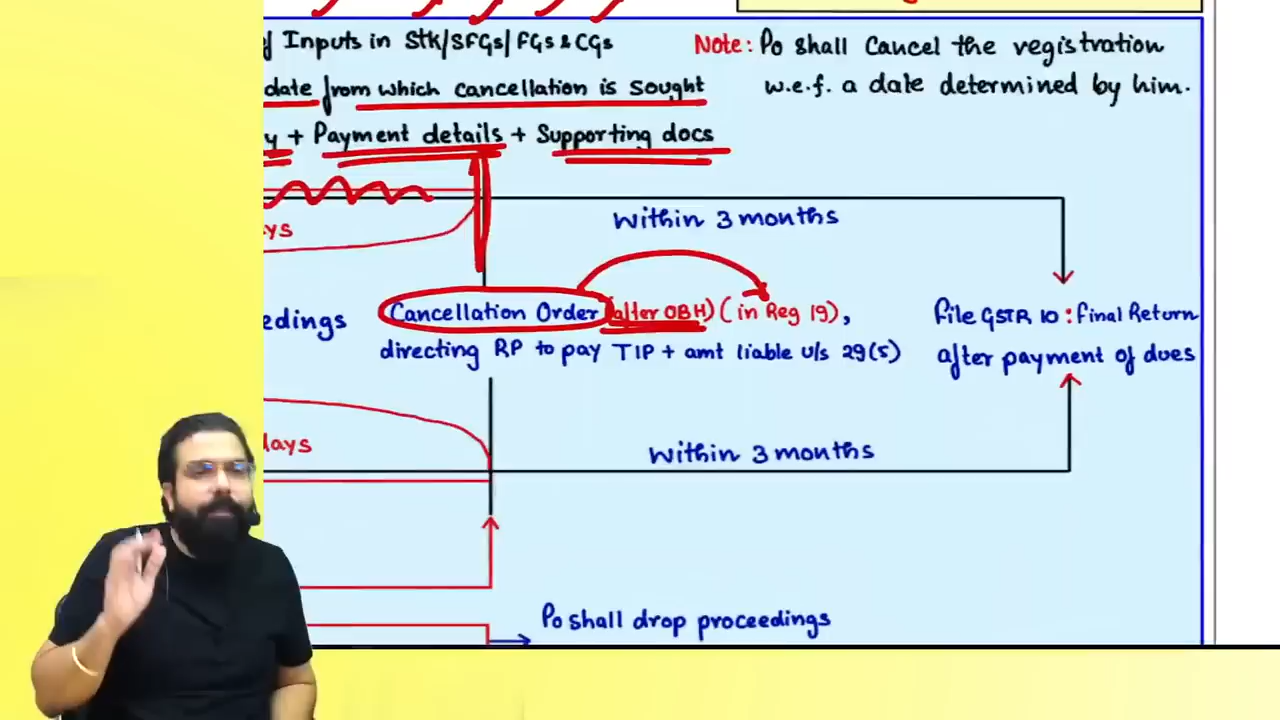 Inputs in Stk/SFGs/FGs & CGs
date from which cancellation is sought
+ Payment details + Supporting docs
Note: Po shall Cancel the registration
w.e.f. a date determined by him.
Within 3 months
Cancellation Order (after OBH) (in Reg 19),
directing RP to pay TIP + amt liable u/s 29(5)
File GSTR 10 : Final Return
after payment of dues
Within 3 months
Po shall drop proceedings